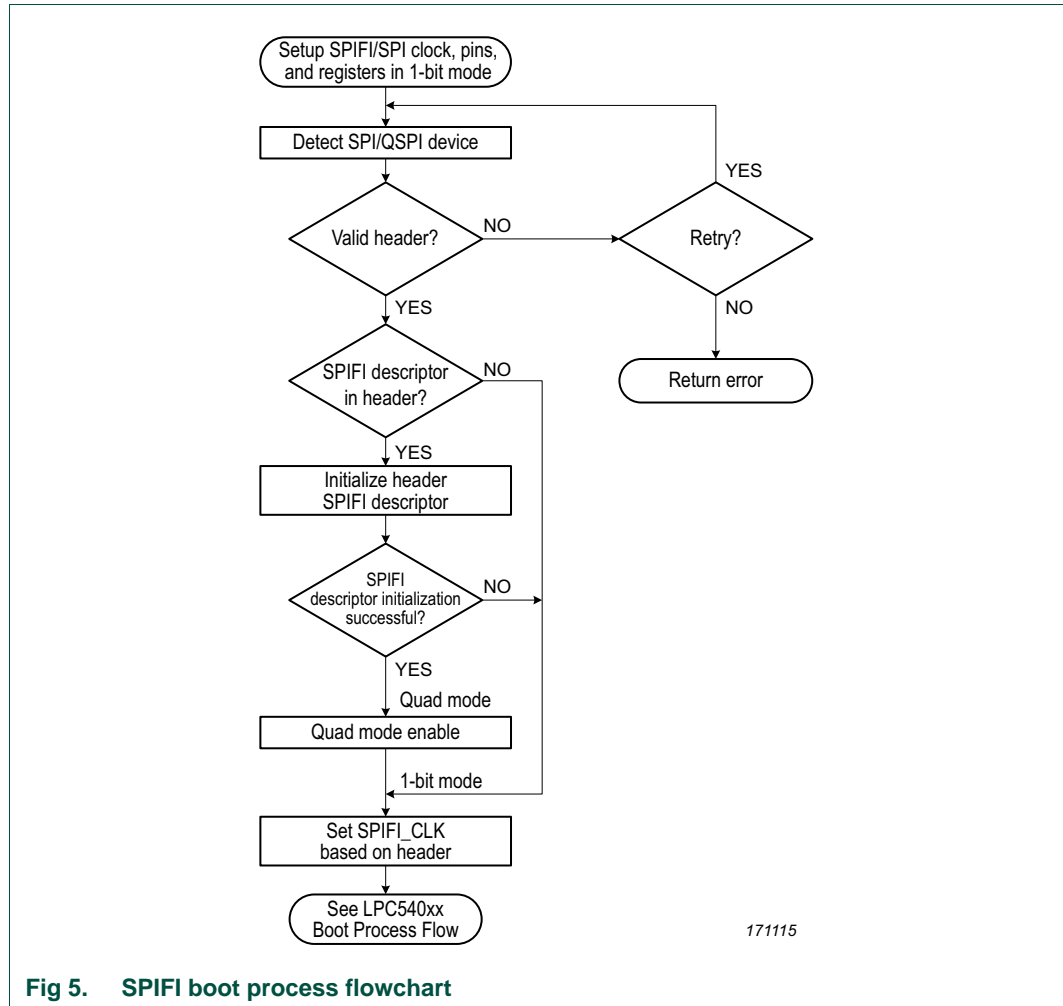 Setup SPIFI/SPI clock, pins,
and registers in 1-bit mode
Detect SPI/QSPI device
YES
Valid header?
NO
Retry?
YES
NO
SPIFI descriptor
in header?
NO
Return error
YES
Initialize header
SPIFI descriptor
SPIFI
descriptor initialization
successful?
NO
YES
Quad mode
Quad mode enable
1-bit mode
Set SPIFI_CLK
based on header
See LPC540xx
Boot Process Flow
171115
Fig 5. SPIFI boot process flowchart